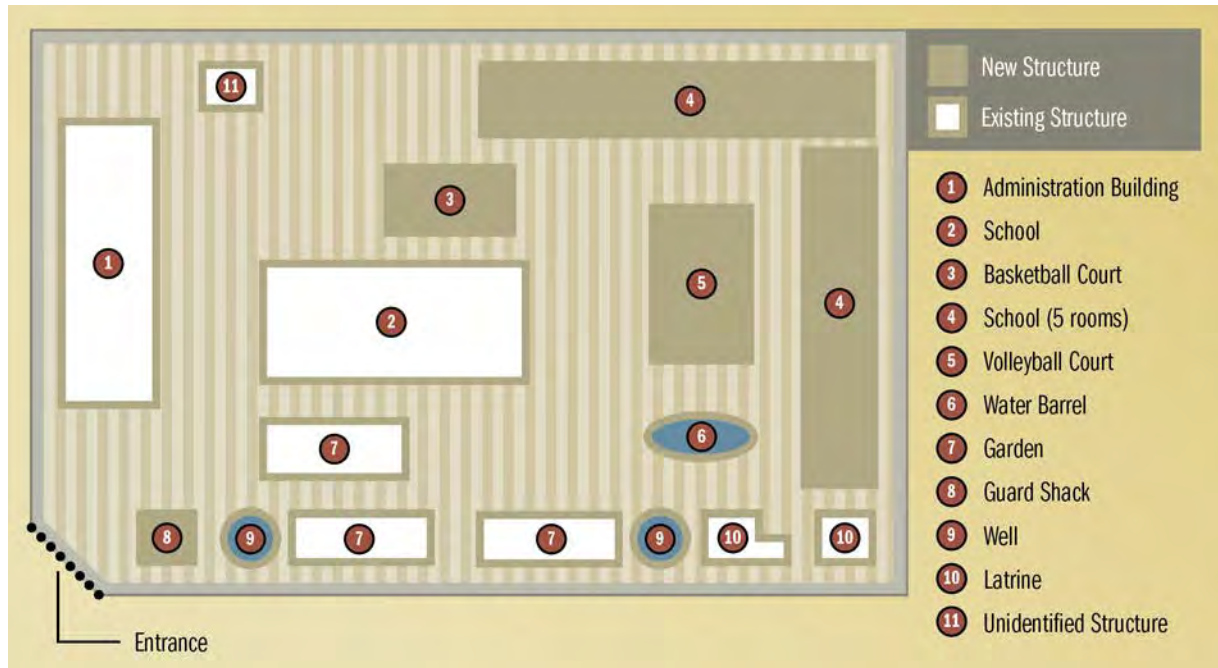 11
4
3
1
5
4
2
7
6
8
9
7
7
9
10
10
Entrance
New Structure
Existing Structure
1 Administration Building
2 School
3 Basketball Court
4 School (5 rooms)
5 Volleyball Court
6 Water Barrel
7 Garden
8 Guard Shack
9 Well
10 Latrine
11 Unidentified Structure